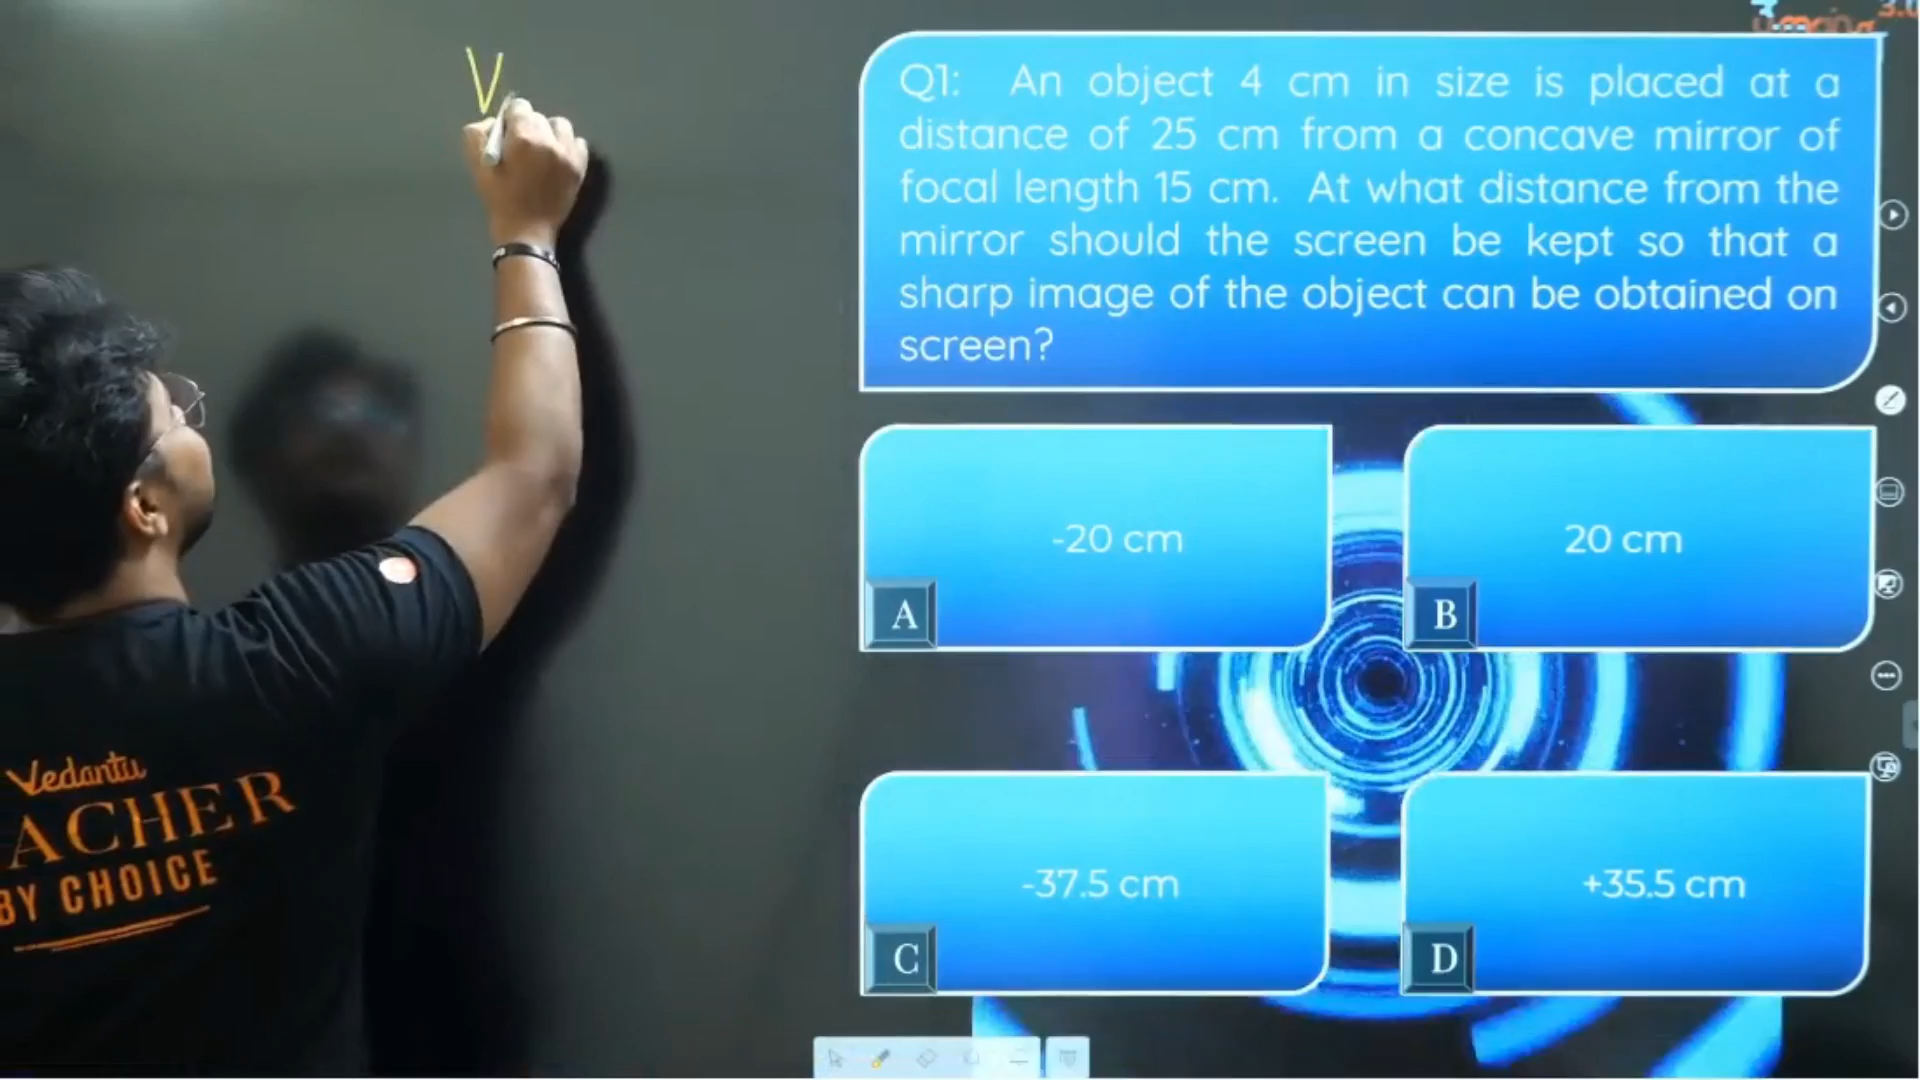 V
Q1: An object 4 cm in size is placed at a
distance of 25 cm from a concave mirror of
focal length 15 cm. At what distance from the
mirror should the screen be kept so that a
sharp image of the object can be obtained on
screen?
-20 cm
A
20 cm
B
-37.5 cm
C
+35.5 cm
D
Vedantu
ACHER
BY CHOICE